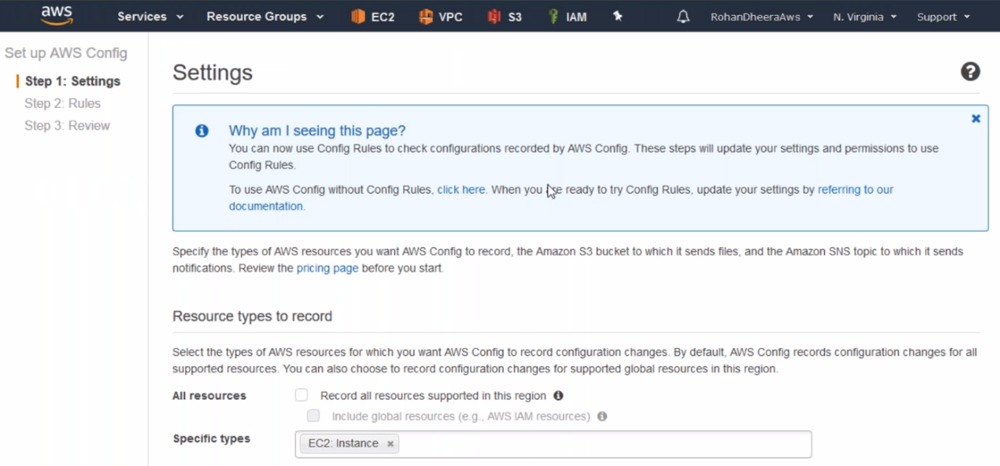 aws Services Resource Groups EC2 VPC S3 IAM RohanDheeraAws N. Virginia Support
Set up AWS Config
Step 1: Settings
Step 2: Rules
Step 3: Review
Settings
Why am I seeing this page?
You can now use Config Rules to check configurations recorded by AWS Config. These steps will update your settings and permissions to use
Config Rules.
To use AWS Config without Config Rules, click here. When you are ready to try Config Rules, update your settings by referring to our
documentation.
Specify the types of AWS resources you want AWS Config to record, the Amazon S3 bucket to which it sends files, and the Amazon SNS topic to which it sends
notifications. Review the pricing page before you start.
Resource types to record
Select the types of AWS resources for which you want AWS Config to record configuration changes. By default, AWS Config records configuration changes for all
supported resources. You can also choose to record configuration changes for supported global resources in this region.
All resources Record all resources supported in this region
Include global resources (e.g., AWS IAM resources)
Specific types EC2: Instance ×